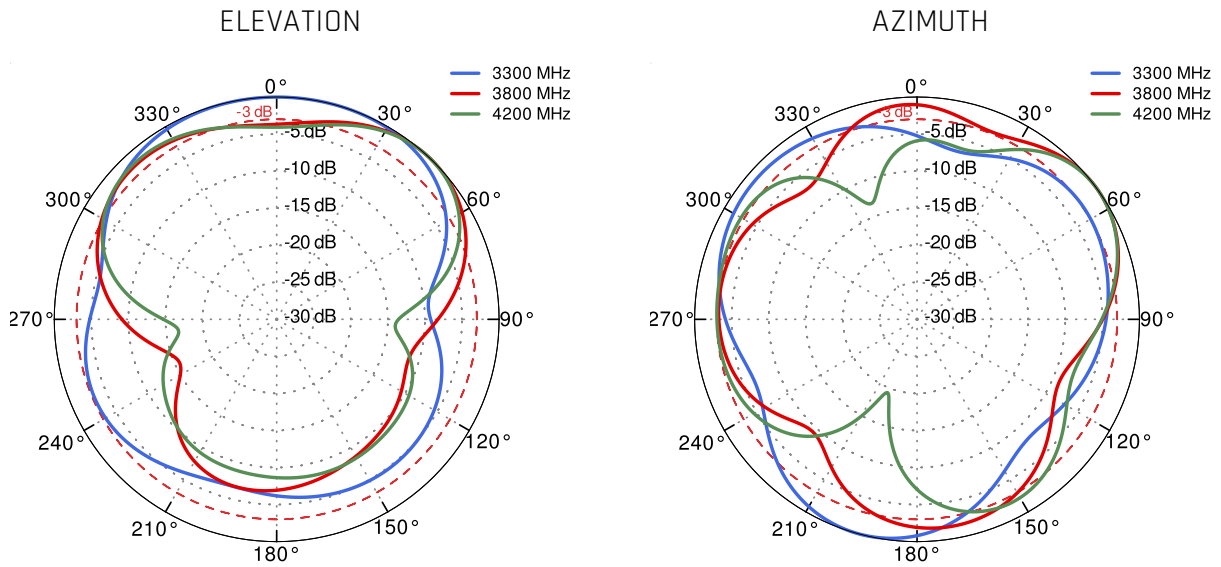 ELEVATION
3300 MHz
3800 MHz
4200 MHz
0°
330°
30°
-3 dB
-5 dB
-10 dB
300°
60°
-15 dB
-20 dB
-25 dB
-30 dB
270°
90°
240°
120°
210°
150°
180°
AZIMUTH
3300 MHz
3800 MHz
4200 MHz
0°
330°
30°
-3 dB
-5 dB
-10 dB
300°
60°
-15 dB
-20 dB
-25 dB
-30 dB
270°
90°
240°
120°
210°
150°
180°